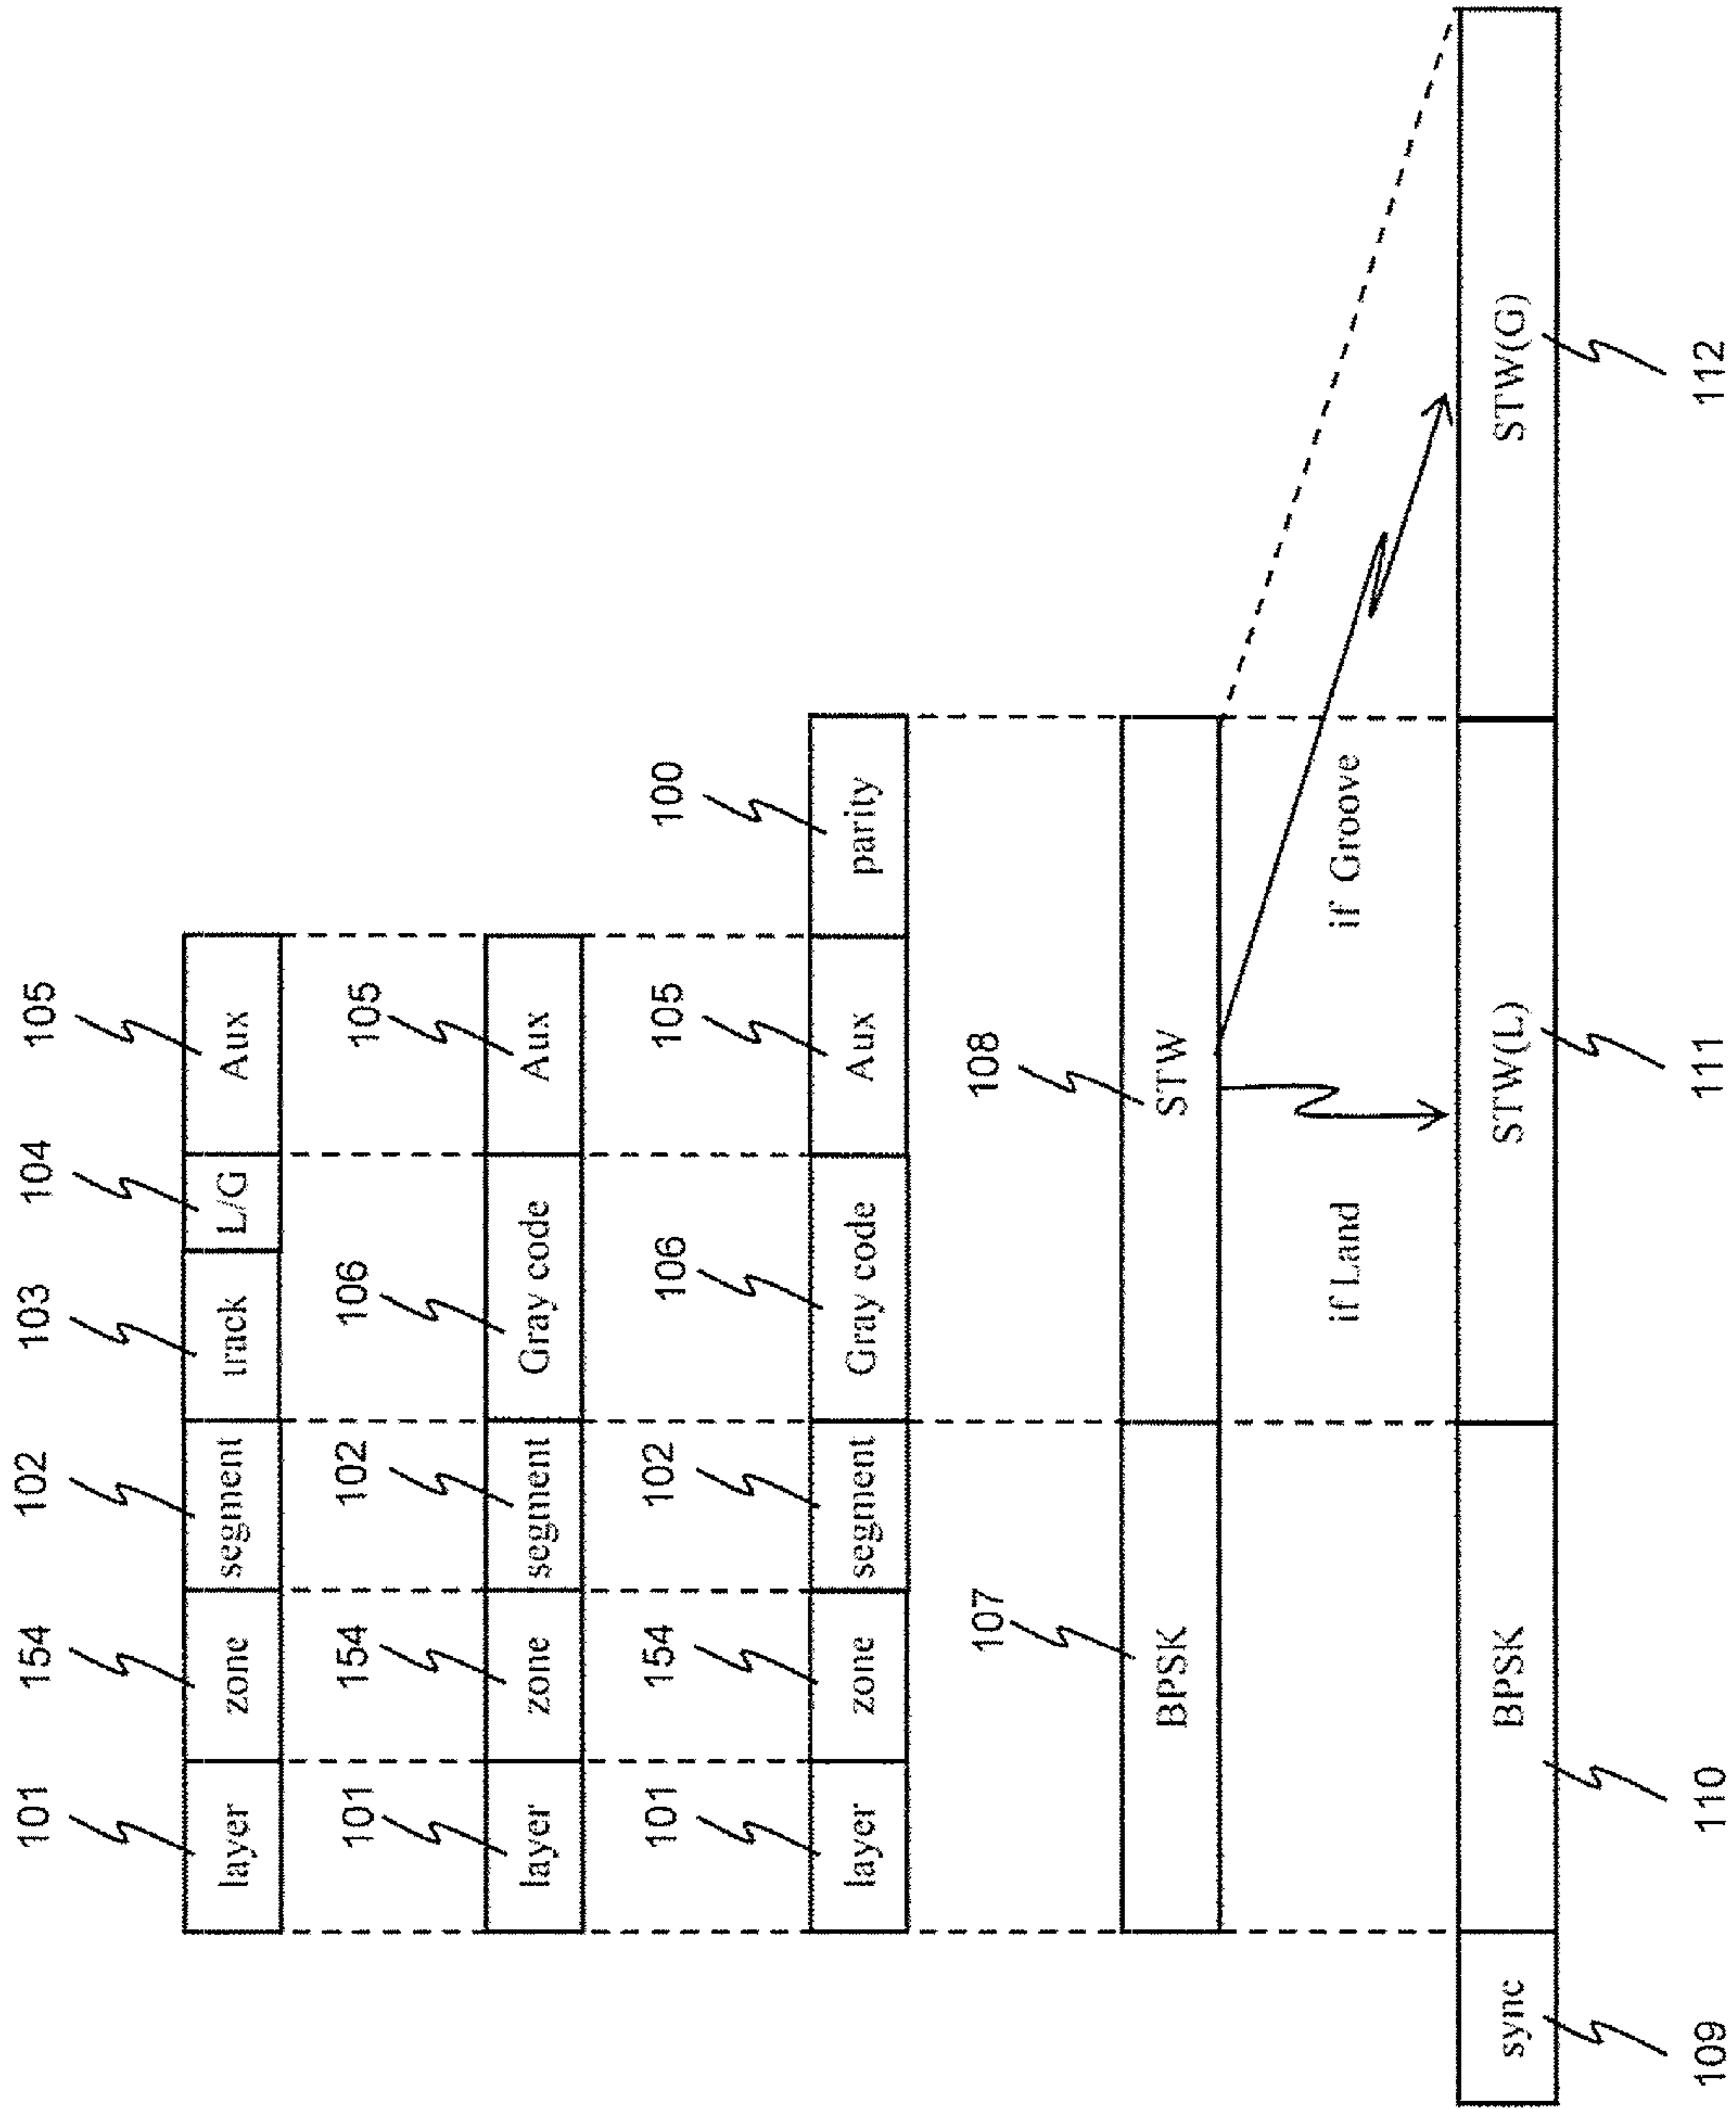 101 154 102 103 104 105
layer zone segment track L/G Aux
101 154 102 106 105
layer zone segment Gray code Aux
101 154 102 106 105 100
layer zone segment Gray code Aux parity
107 108
BPSK STW
if Land if Groove
sync BPSK STW(L) STW(G)
109 110 111 112